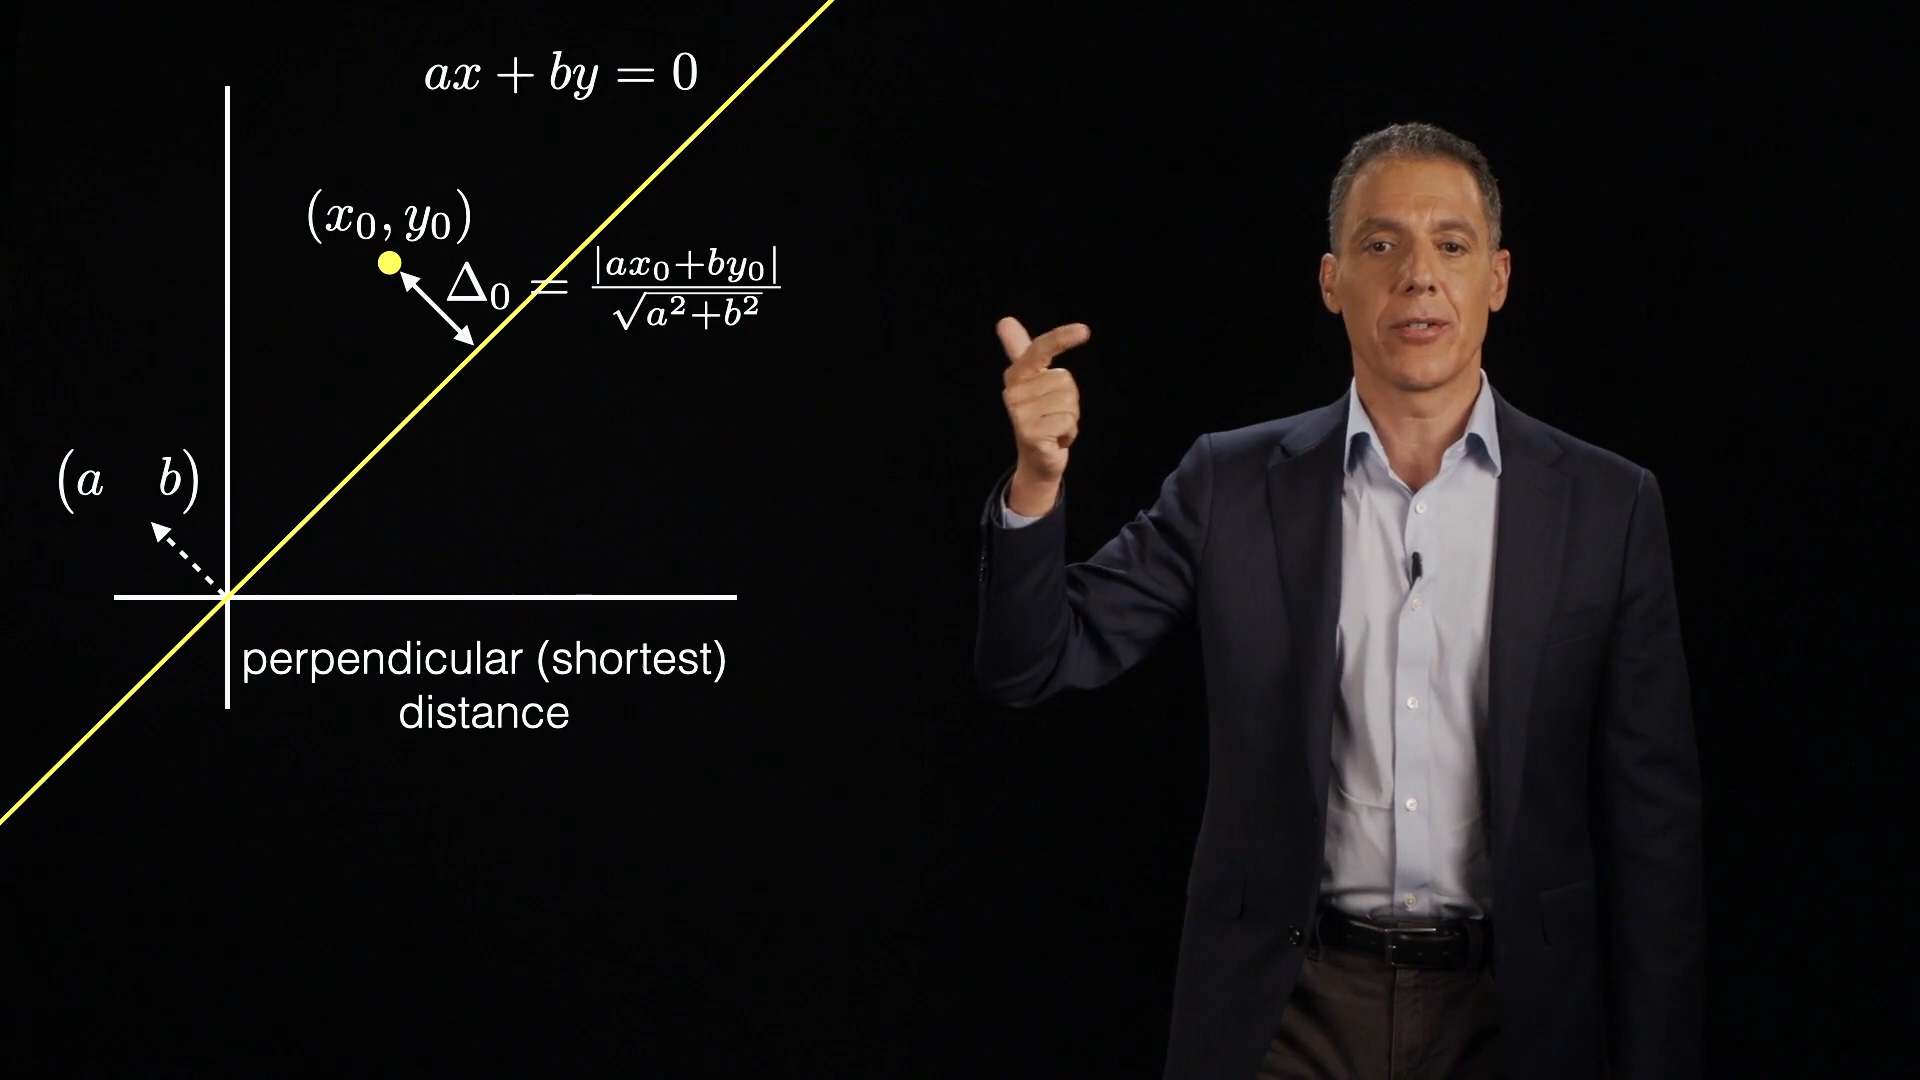 ax + by = 0
(x₀, y₀)
Δ₀ = |ax₀+by₀| / √a²+b²
(a b)
perpendicular (shortest)
distance